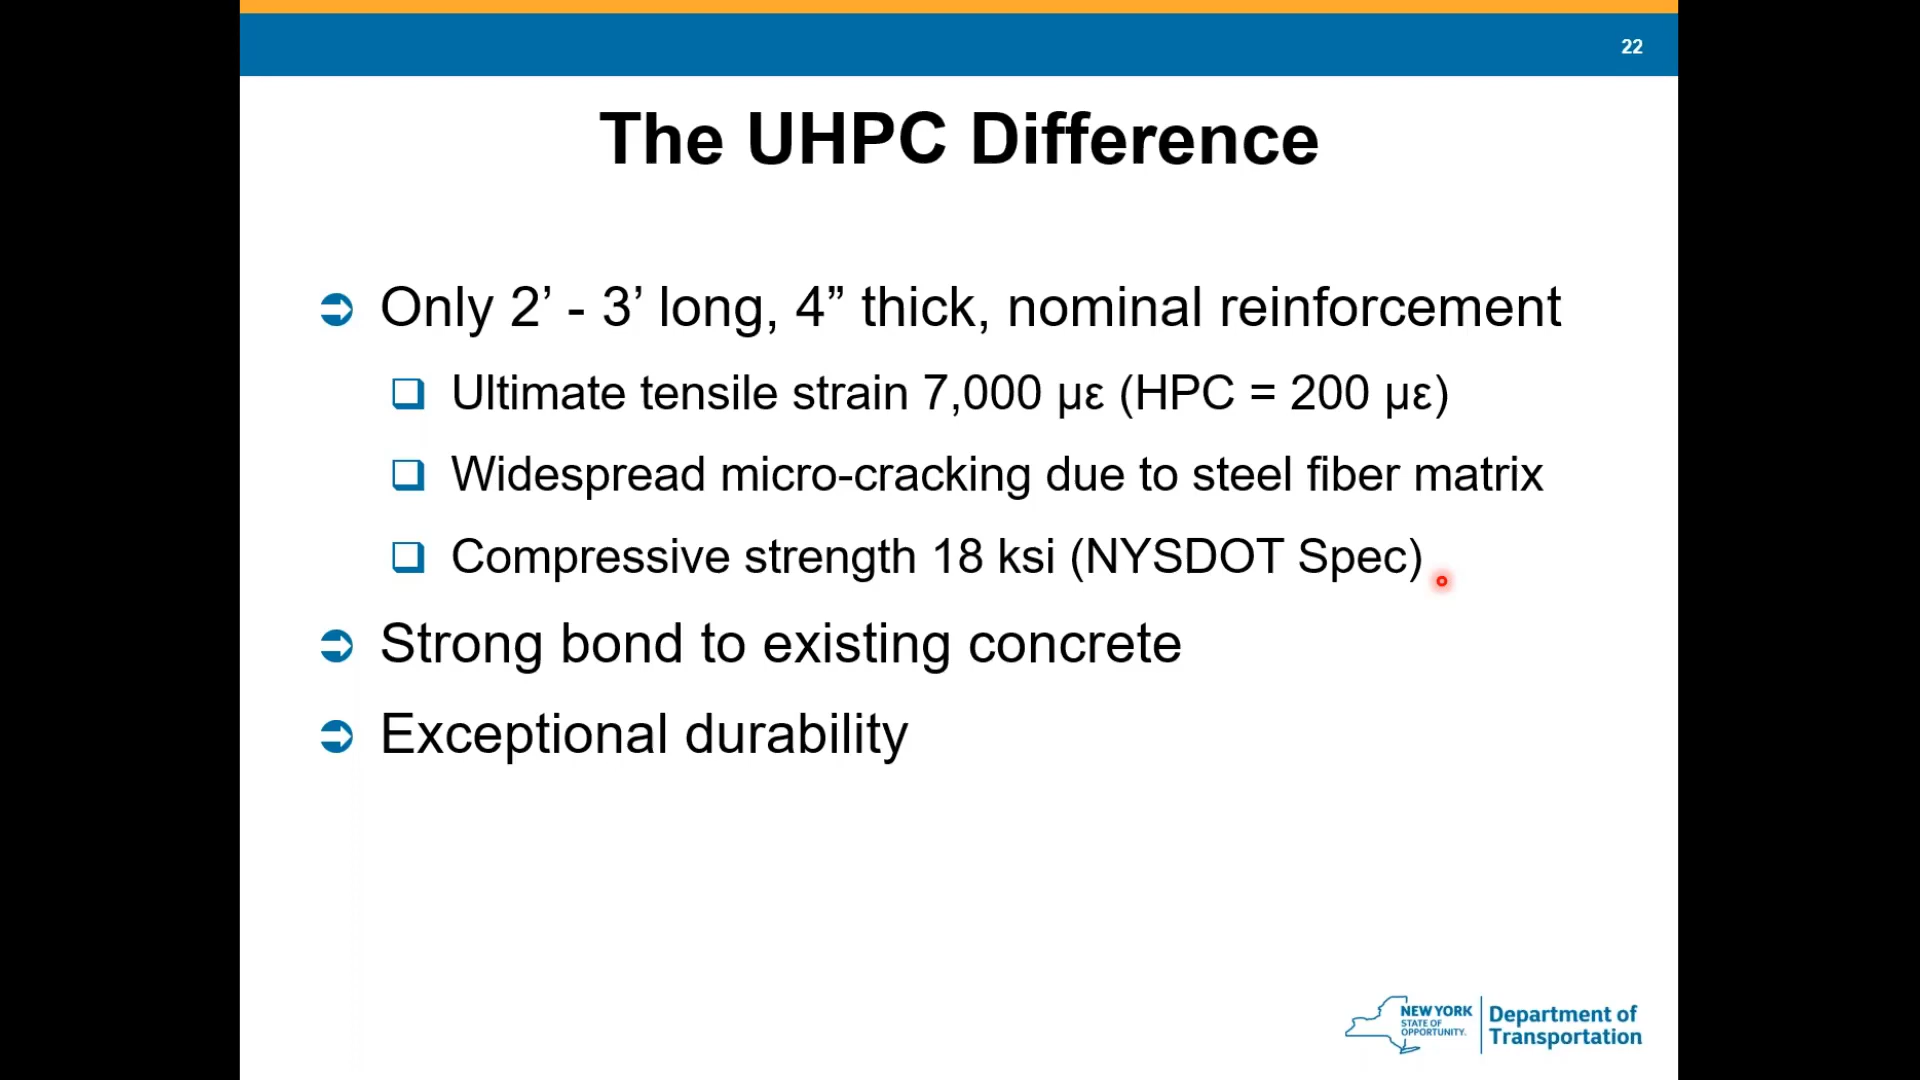 22
The UHPC Difference
Only 2’ - 3’ long, 4” thick, nominal reinforcement
Ultimate tensile strain 7,000 με (HPC = 200 με)
Widespread micro-cracking due to steel fiber matrix
Compressive strength 18 ksi (NYSDOT Spec)
Strong bond to existing concrete
Exceptional durability
NEW YORK
STATE OF
OPPORTUNITY.
Department of
Transportation